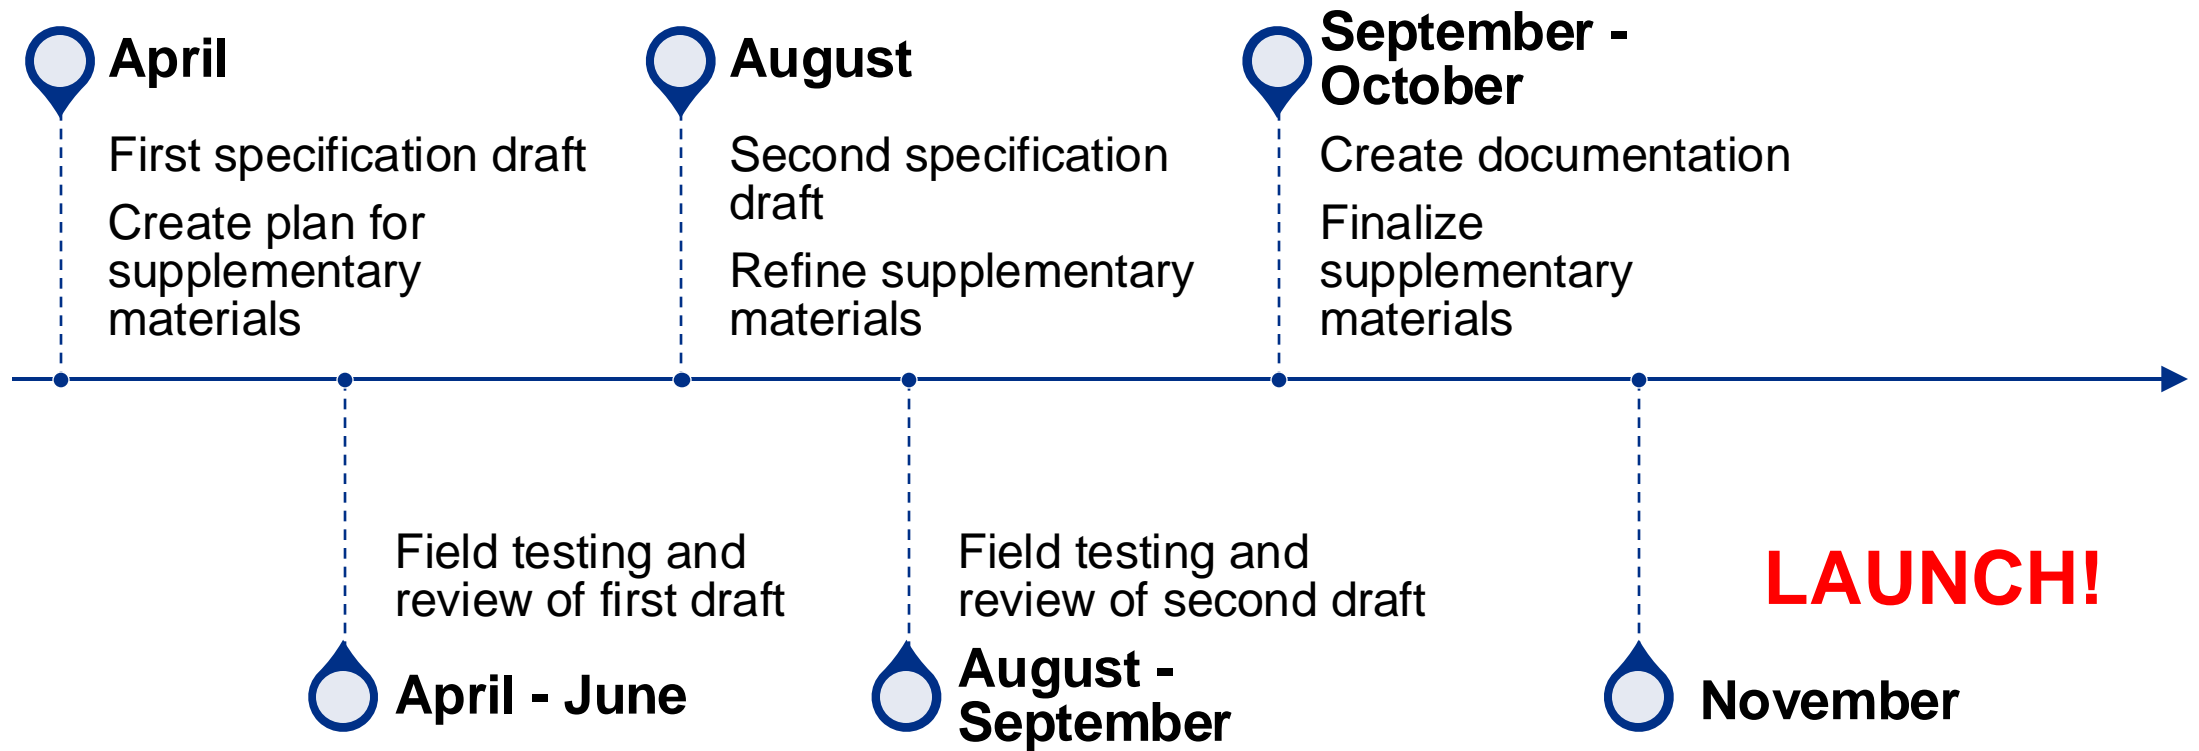 April
First specification draft
Create plan for
supplementary
materials
August
Second specification
draft
Refine supplementary
materials
September -
October
Create documentation
Finalize
supplementary
materials
Field testing and
review of first draft
April - June
Field testing and
review of second draft
August -
September
LAUNCH!
November